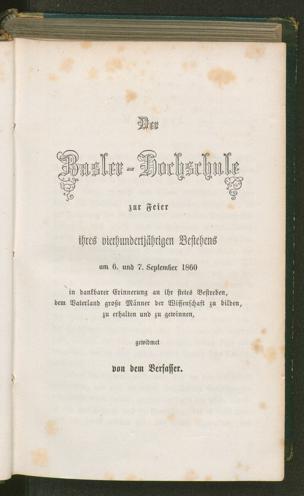 Der
Basler-Hochschule
zur Feier
ihres vierhundertjährigen Bestehens
am 6. und 7. September 1860
in dankbarer Erinnerung an ihr stetes Bestreben,
dem Vaterland große Männer der Wissenschaft zu bilden,
zu erhalten und zu gewinnen,
gewidmet
von dem Verfasser.